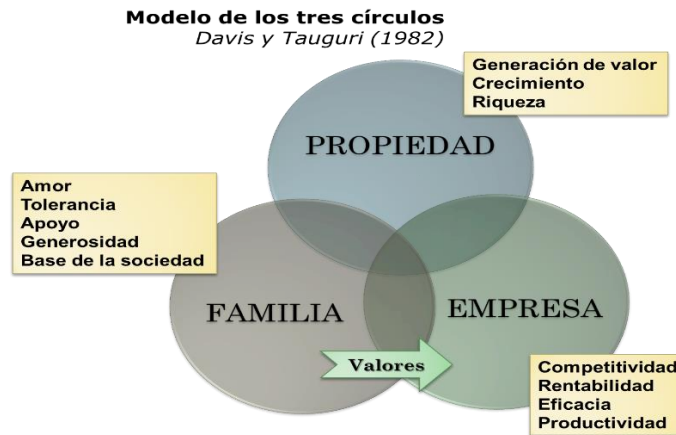 Modelo de los tres círculos
Davis y Tauguri (1982)
Generación de valor
Crecimiento
Riqueza
PROPIEDAD
Amor
Tolerancia
Apoyo
Generosidad
Base de la sociedad
FAMILIA
EMPRESA
Valores
Competitividad
Rentabilidad
Eficacia
Productividad